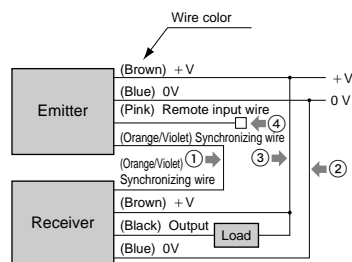 Wire color
(Brown) +V
+V
(Blue) 0V
0 V
(Pink) Remote input wire
Emitter
④
(Orange/Violet) Synchronizing wire
(Orange/Violet) ① ③ ②
Synchronizing wire
(Brown) +V
Receiver
(Black) Output
Load
(Blue) 0V